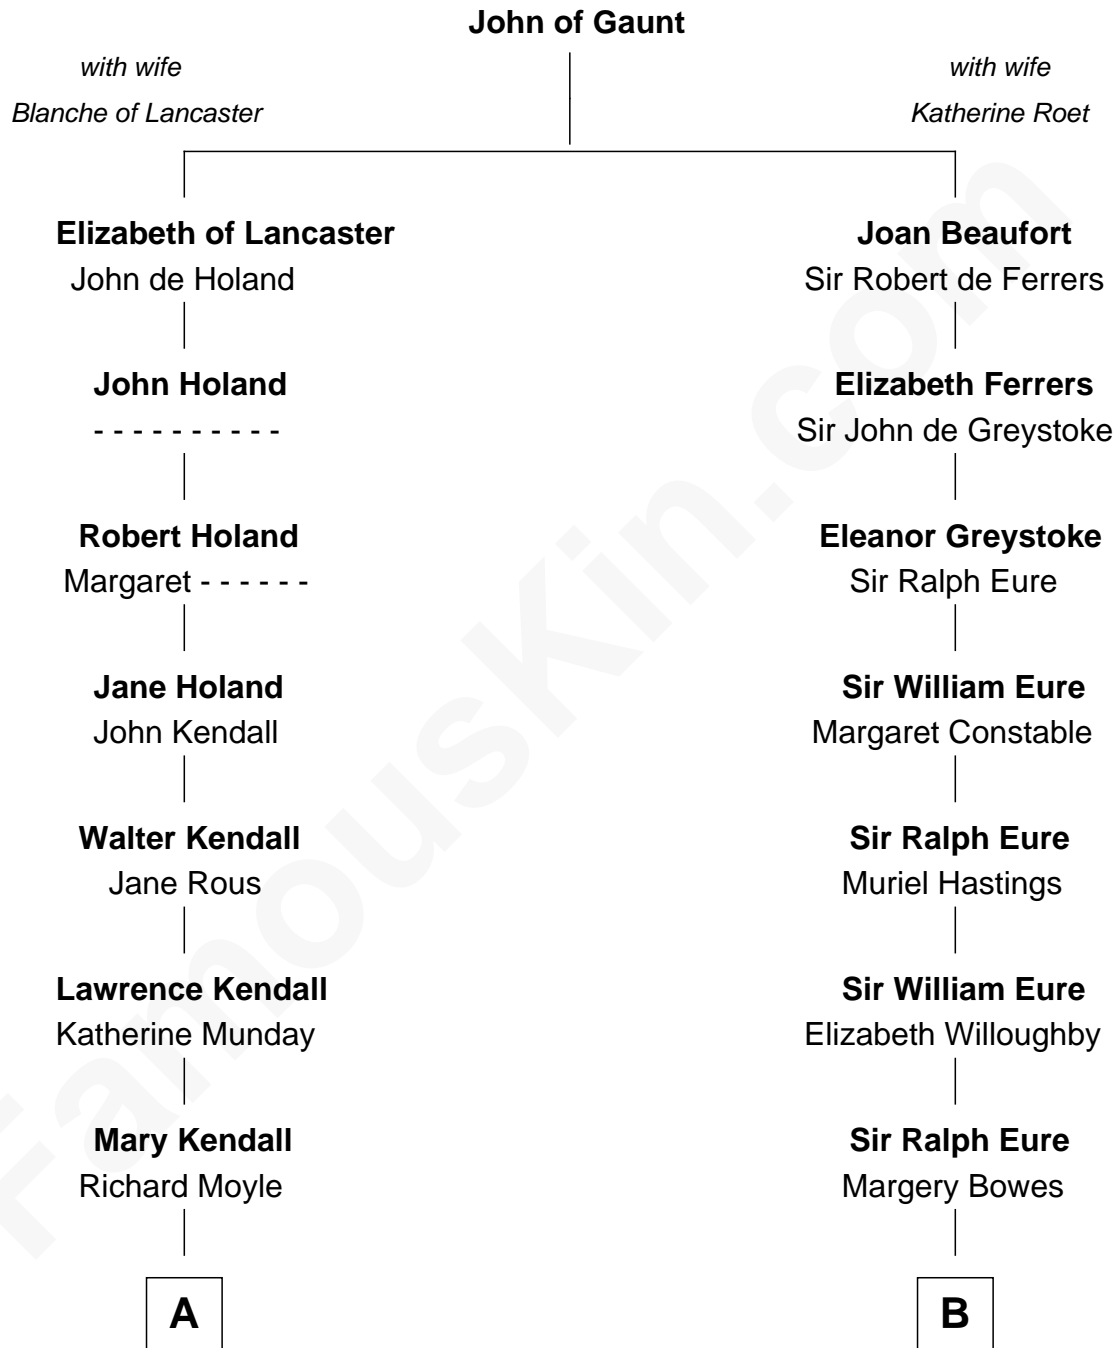 John of Gaunt
with wife
Blanche of Lancaster
with wife
Katherine Roet
Elizabeth of Lancaster
John de Holand
Joan Beaufort
Sir Robert de Ferrers
John Holand
- - - - - - - - - -
Elizabeth Ferrers
Sir John de Greystoke
Robert Holand
Margaret - - - - - -
Eleanor Greystoke
Sir Ralph Eure
Jane Holand
John Kendall
Sir William Eure
Margaret Constable
Walter Kendall
Jane Rous
Sir Ralph Eure
Muriel Hastings
Lawrence Kendall
Katherine Munday
Sir William Eure
Elizabeth Willoughby
Mary Kendall
Richard Moyle
Sir Ralph Eure
Margery Bowes
A
B
FamousKin.com